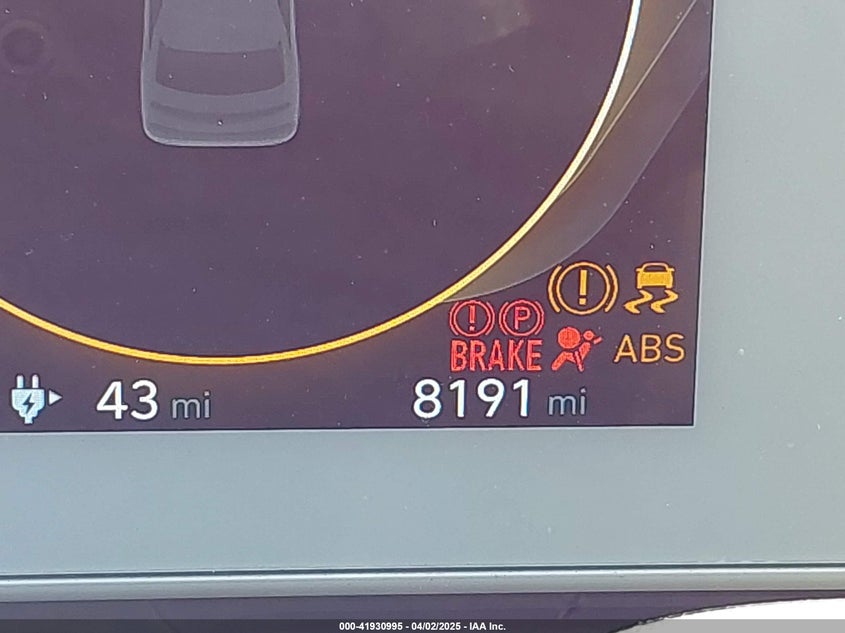 BRAKE ABS
43 mi 8191 mi
000-41930995 - 04/02/2025 - IAA Inc.